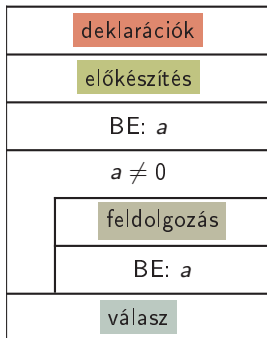 deklarációk
előkészítés
BE: a
a ≠ 0
feldolgozás
BE: a
válasz